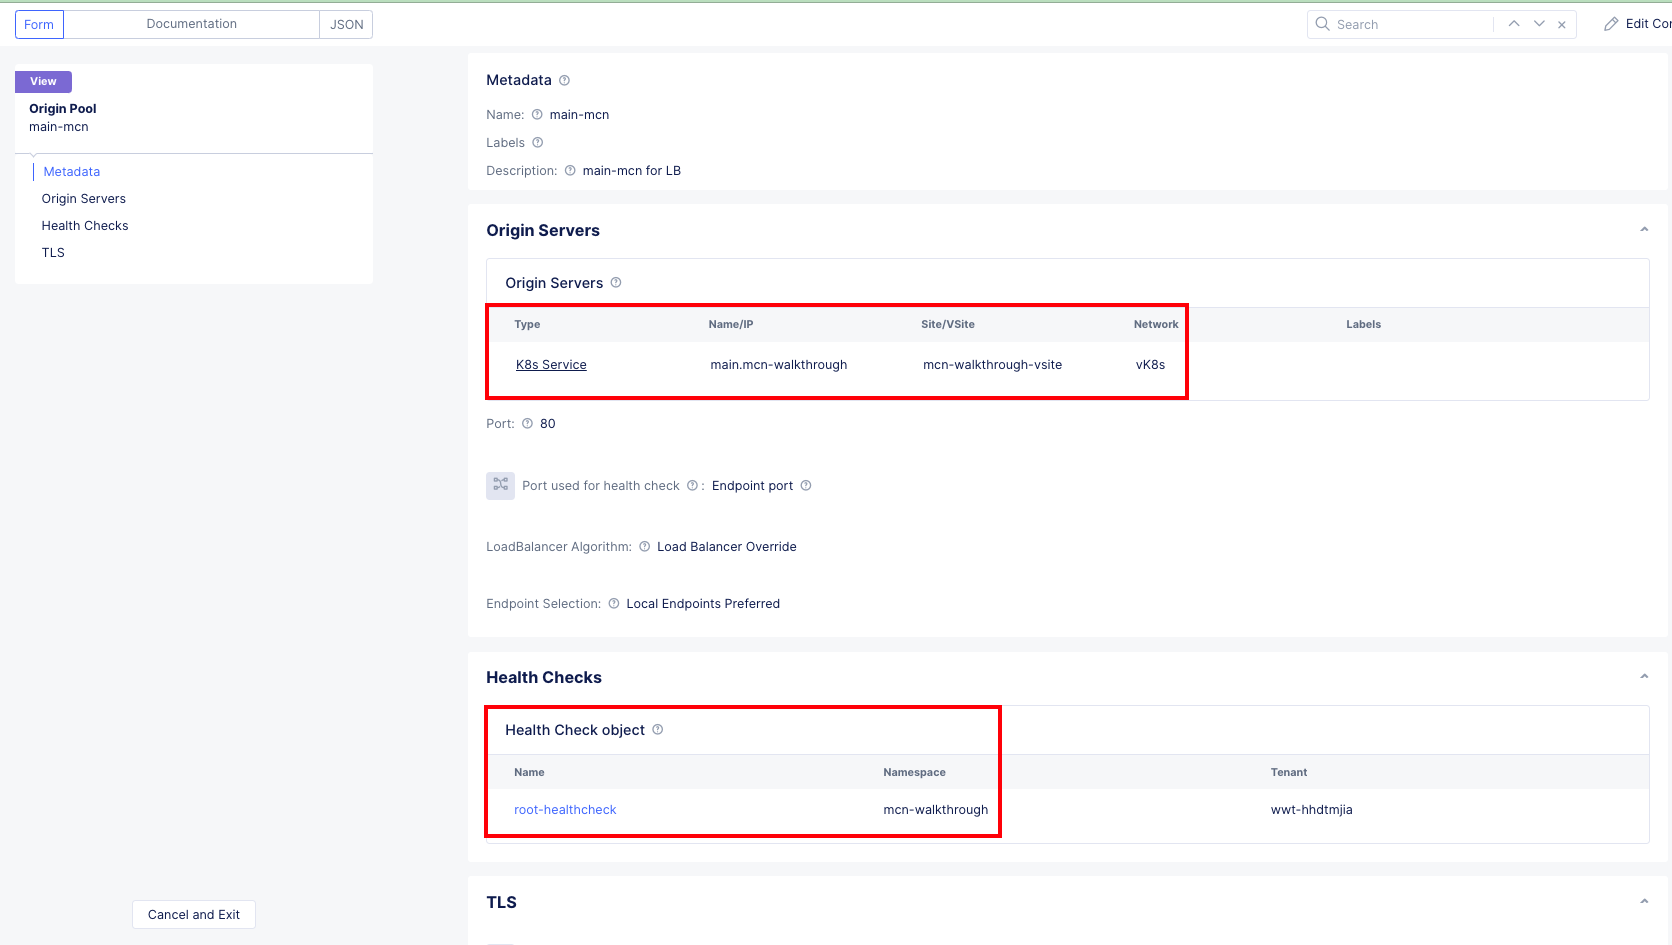 Form Documentation JSON Search Edit Cor
View
Origin Pool
main-mcn
Metadata
Origin Servers
Health Checks
TLS
Cancel and Exit
Metadata
Name: main-mcn
Labels
Description: main-mcn for LB
Origin Servers
Origin Servers
Type Name/IP Site/VSite Network Labels
K8s Service main.mcn-walkthrough mcn-walkthrough-vsite vK8s
Port: 80
Port used for health check : Endpoint port
LoadBalancer Algorithm: Load Balancer Override
Endpoint Selection: Local Endpoints Preferred
Health Checks
Health Check object
Name Namespace Tenant
root-healthcheck mcn-walkthrough wwt-hhdtmjia
TLS